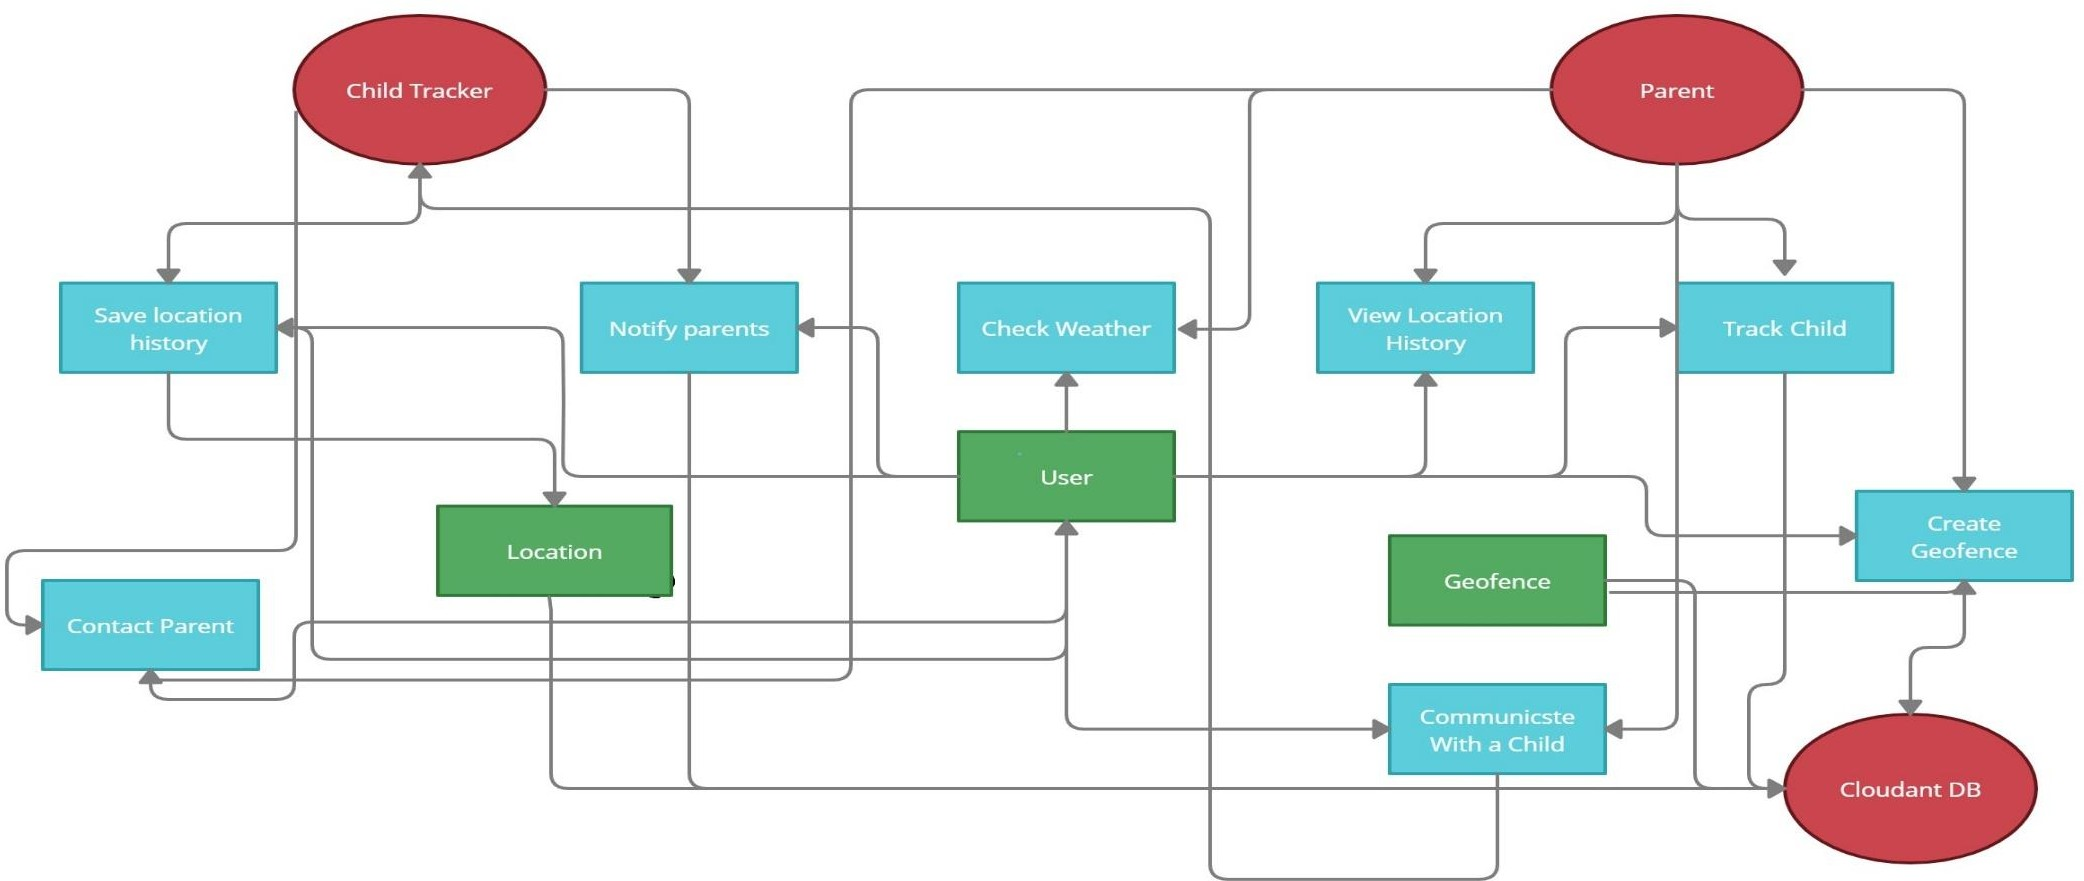 Child Tracker
Parent
Save location
history
Notify parents
Check Weather
View Location
History
Track Child
User
Location
Create
Geofence
Geofence
Contact Parent
Communicste
With a Child
Cloudant DB